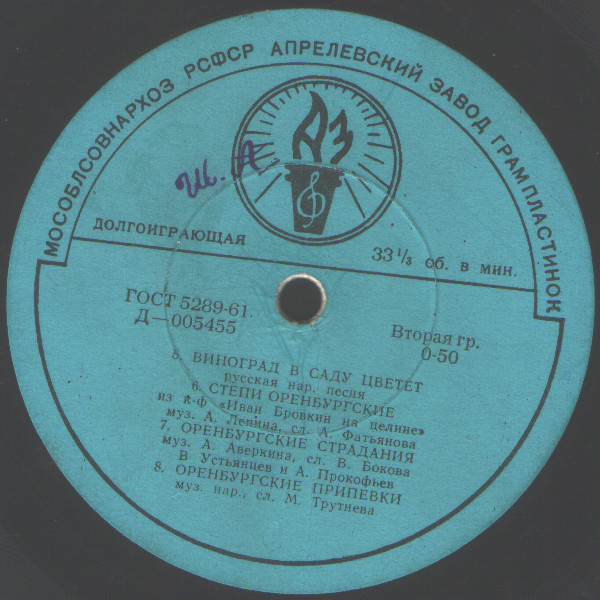 МОСОБЛСОВНАРХОЗ РСФСР АПРЕЛЕВСКИЙ ЗАВОД ГРАМПЛАСТИНОК
АЗ
Ш. А
ДОЛГОИГРАЮЩАЯ
33 1/3 об. в мин.
ГОСТ 5289-61.
Д—005455
Вторая гр.
0-50
5. ВИНОГРАД В САДУ ЦВЕТЕТ
русская нар. песня
6. СТЕПИ ОРЕНБУРГСКИЕ
из к-ф «Иван Бровкин на целине»
муз. А. Лепина, сл. А. Фатьянова
7. ОРЕНБУРГСКИЕ СТРАДАНИЯ
муз. А. Аверкина, сл. В. Бокова
В. Устьянцев и А. Прокофьев
8. ОРЕНБУРГСКИЕ ПРИПЕВКИ
муз. нар., сл. М. Трутнева